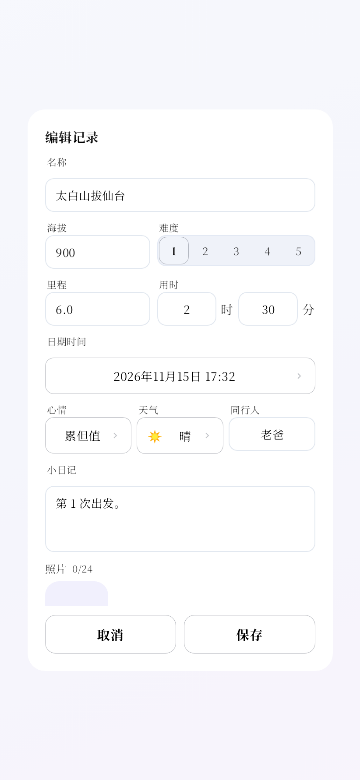 编辑记录
名称
太白山拔仙台
海拔 难度
900 1 2 3 4 5
里程 用时
6.0 2 时 30 分
日期时间
2026年11月15日 17:32
心情 天气 同行人
累但值 晴 老爸
小日记
第 1 次出发。
照片 0/24
取消 保存